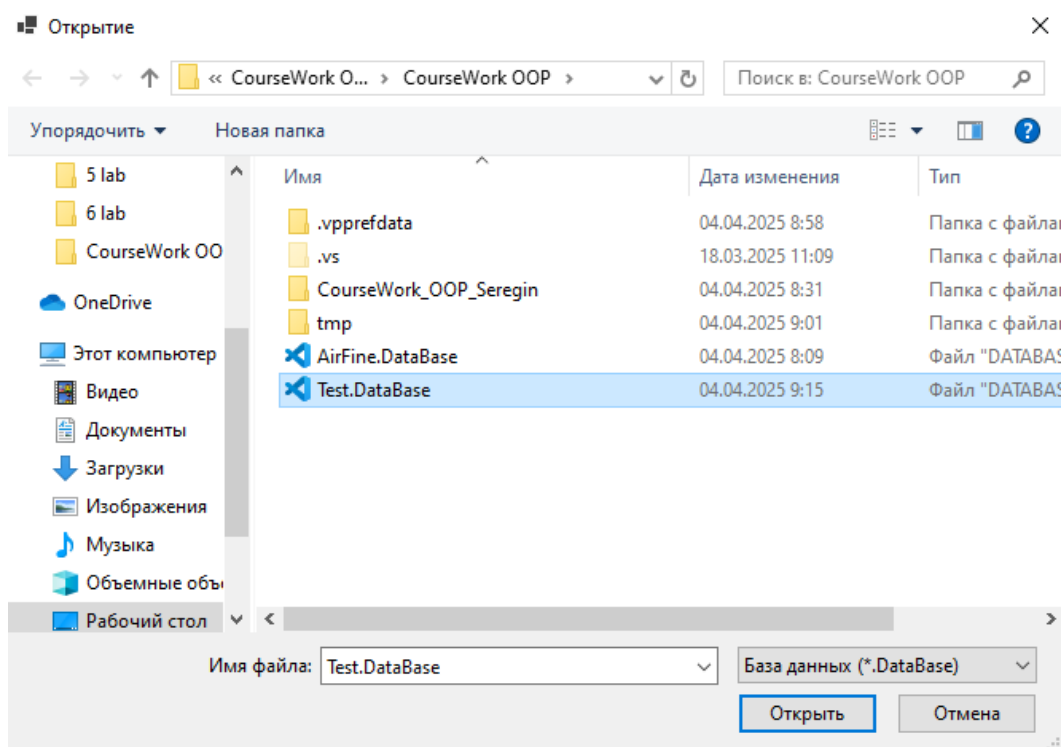 Открытие
« CourseWork O... › CourseWork OOP ›
Поиск в: CourseWork OOP
Упорядочить
Новая папка
5 lab
6 lab
CourseWork OO
OneDrive
Этот компьютер
Видео
Документы
Загрузки
Изображения
Музыка
Объемные объ
Рабочий стол
Имя Дата изменения Тип
.vpprefdata 04.04.2025 8:58 Папка с файлаı
.vs 18.03.2025 11:09 Папка с файлаı
CourseWork_OOP_Seregin 04.04.2025 8:31 Папка с файлаı
tmp 04.04.2025 9:01 Папка с файлаı
AirFine.DataBase 04.04.2025 8:09 Файл "DATABAS
Test.DataBase 04.04.2025 9:15 Файл "DATABAS
Имя файла: Test.DataBase
База данных (*.DataBase)
Открыть
Отмена